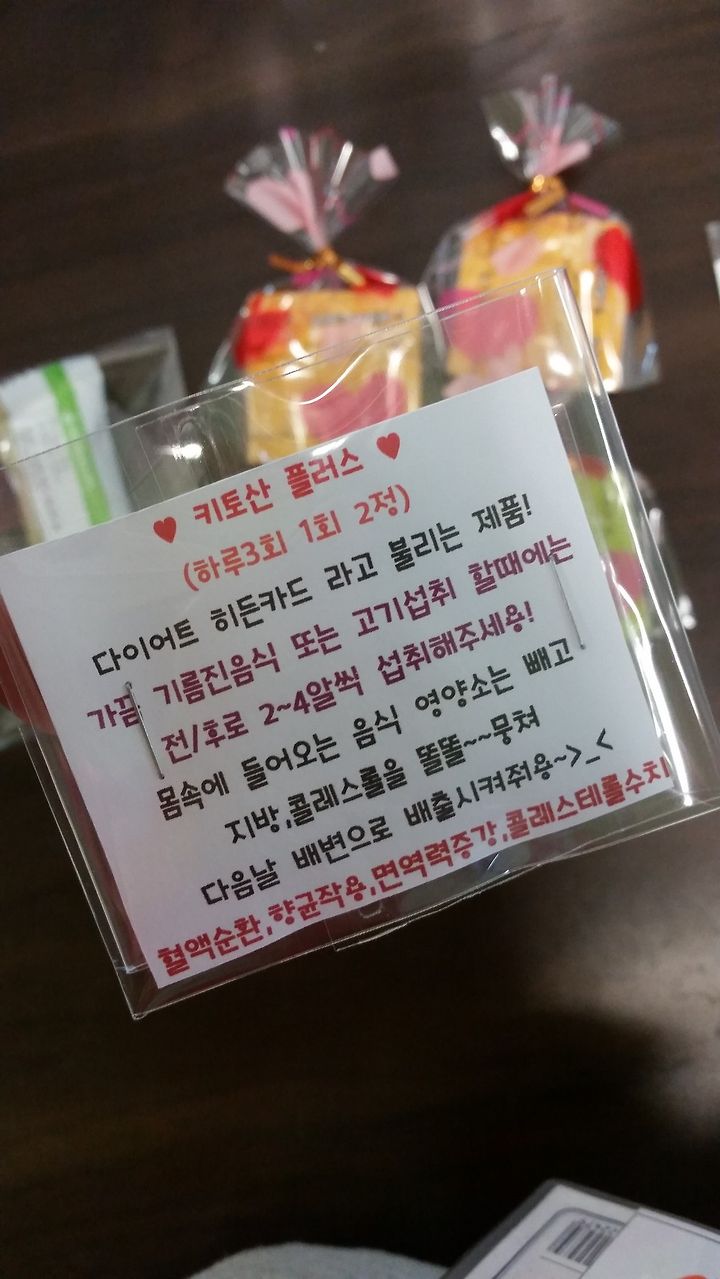 ♥ 키토산 플러스 ♥
(하루3회 1회 2정)
다이어트 히든카드 라고 불리는 제품!
가끔 기름진음식 또는 고기섭취 할때에는
전/후로 2~4알씩 섭취해주세용!
몸속에 들어오는 음식 영양소는 빼고
지방,콜레스롤을 똘똘~~뭉쳐
다음날 배변으로 배출시켜줘용~>_<
혈액순환,항균작용,면역력증강,콜레스테롤수치